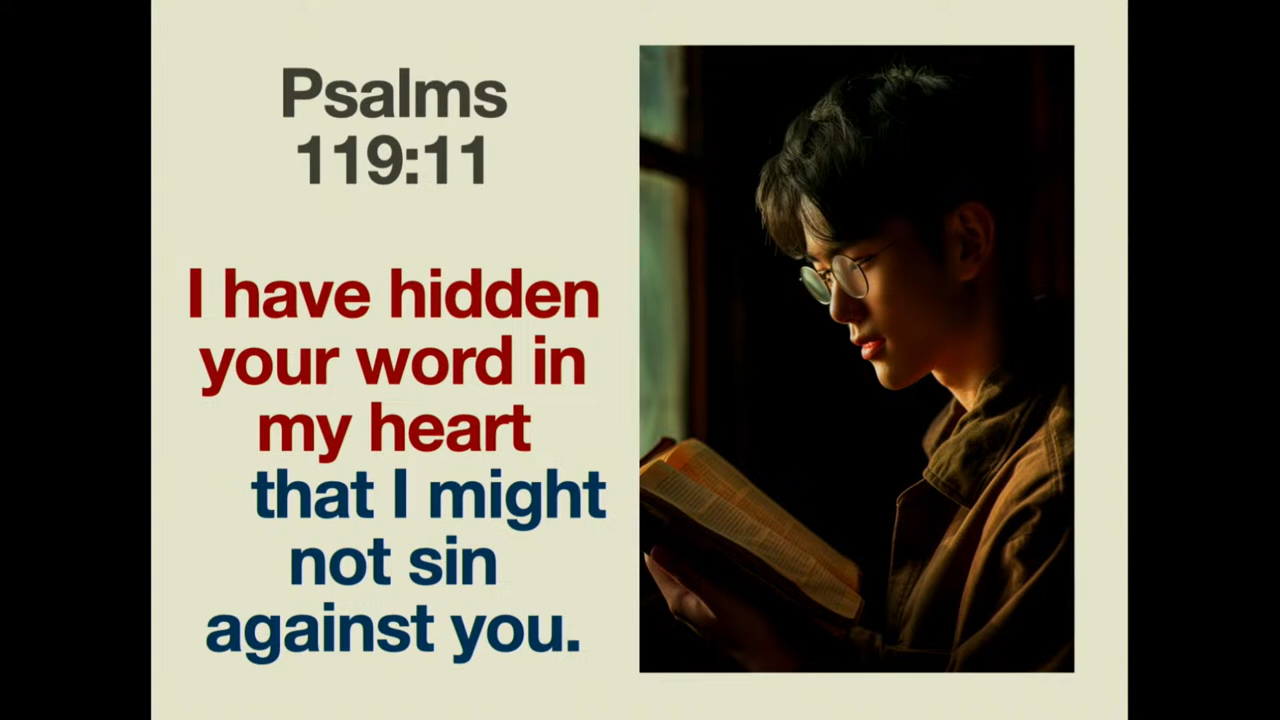 Psalms
119:11
I have hidden
your word in
my heart
that I might
not sin
against you.